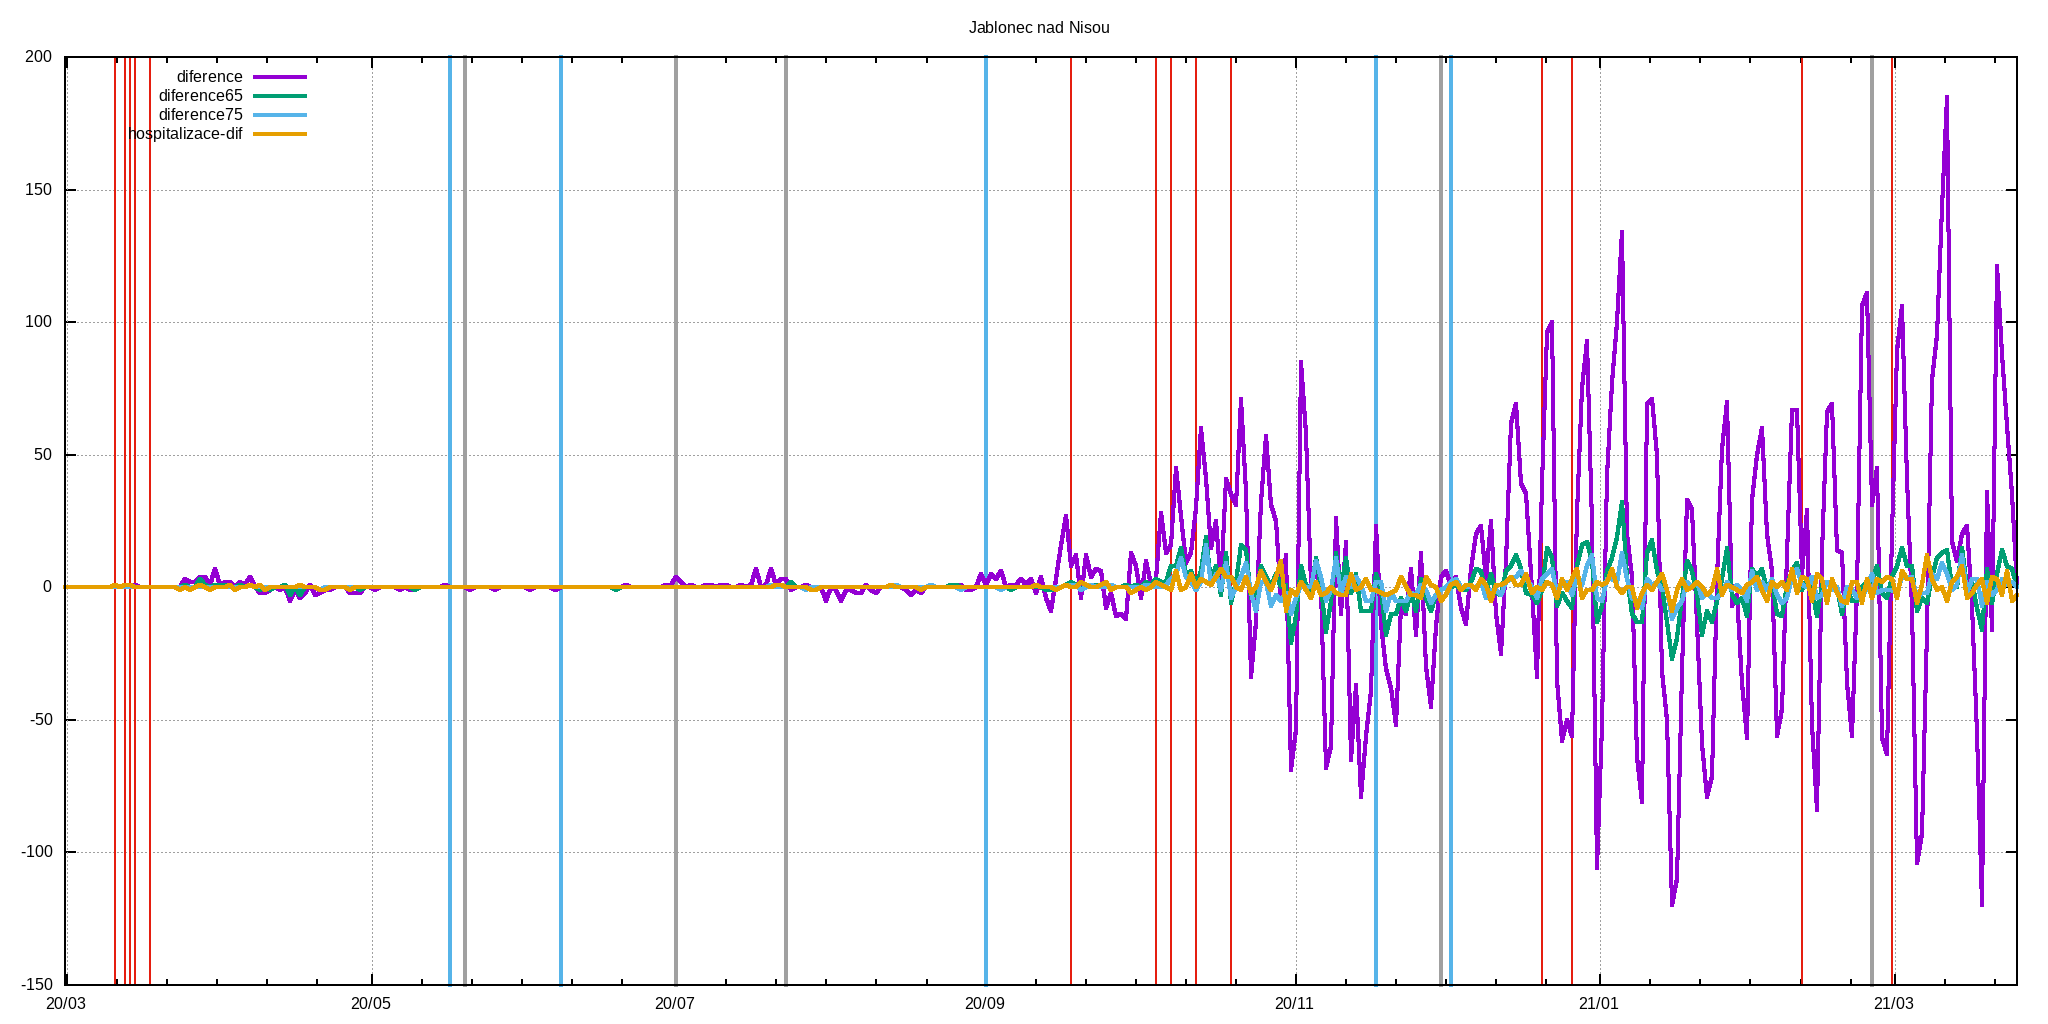 Jablonec nad Nisou
200
150
100
50
0
-50
-100
-150
diference
diference65
diference75
hospitalizace-dif
20/03 20/05 20/07 20/09 20/11 21/01 21/03